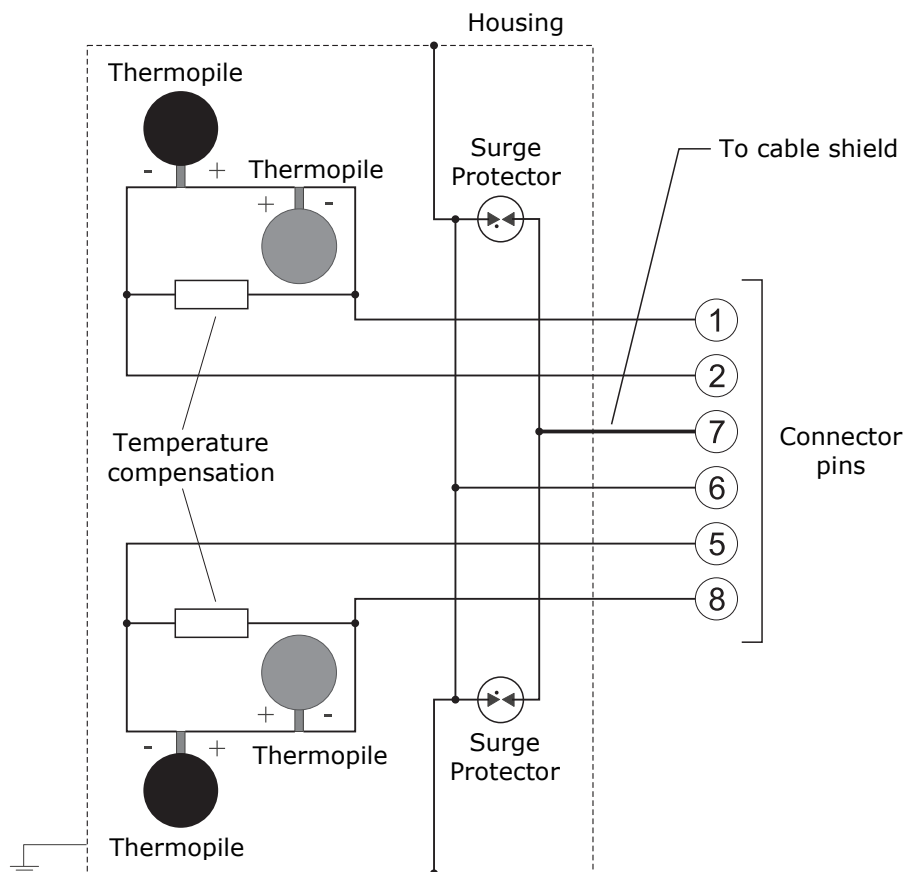 Housing
Thermopile
- +
Thermopile
+ -
Surge
Protector
To cable shield
1
2
7
6
5
8
Connector
pins
Temperature
compensation
+ -
Thermopile
- +
Thermopile
Surge
Protector